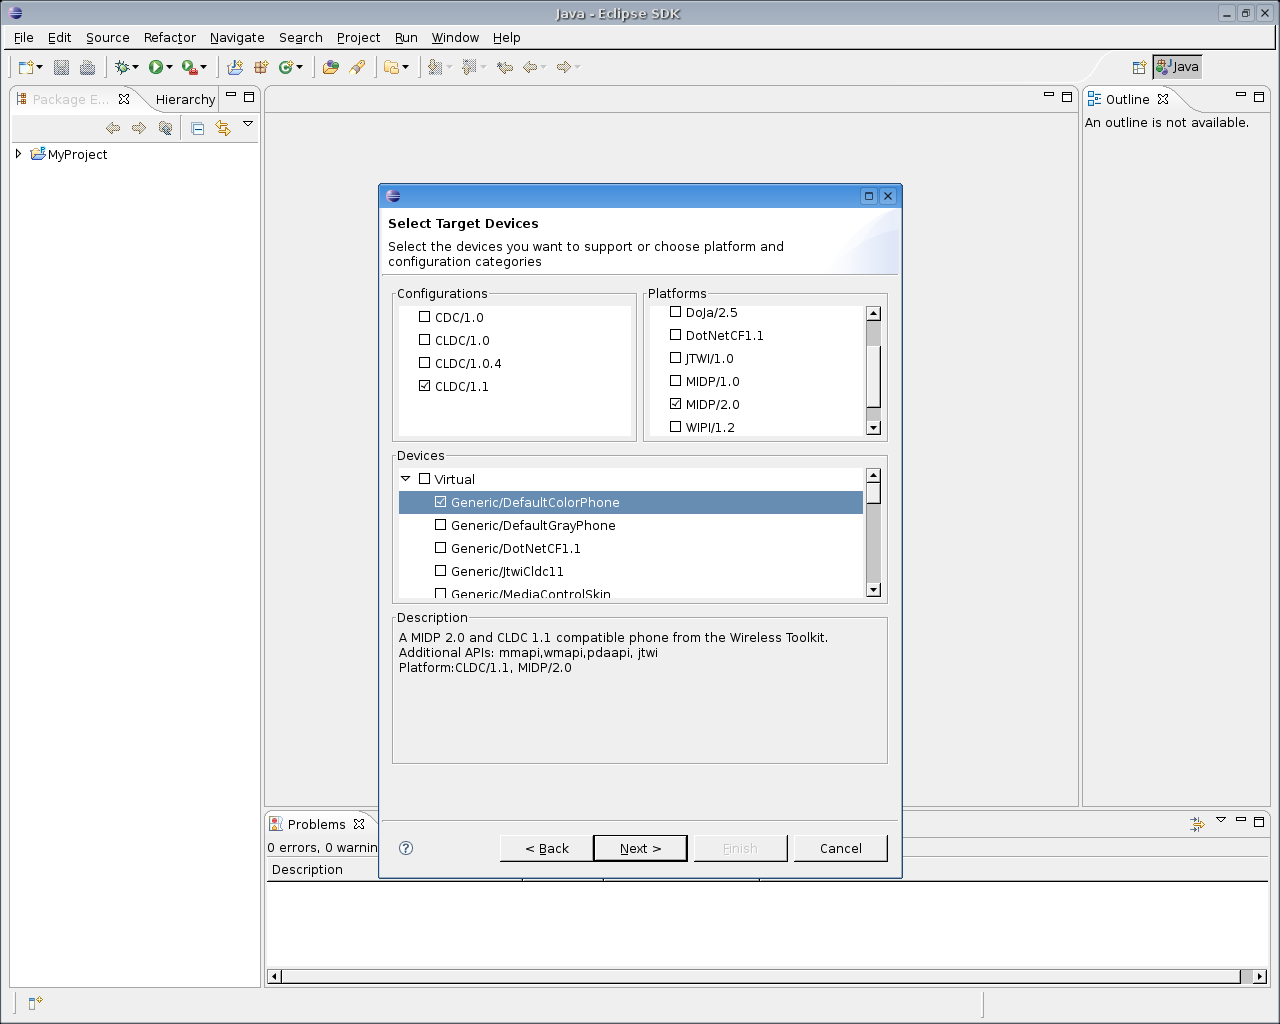 Java - Eclipse SDK
File Edit Source Refactor Navigate Search Project Run Window Help
Java
Package E... Hierarchy
Outline
An outline is not available.
MyProject
Select Target Devices
Select the devices you want to support or choose platform and
configuration categories
Configurations
CDC/1.0
CLDC/1.0
CLDC/1.0.4
CLDC/1.1
Platforms
DoJa/2.5
DotNetCF1.1
JTWI/1.0
MIDP/1.0
MIDP/2.0
WIPI/1.2
Devices
Virtual
Generic/DefaultColorPhone
Generic/DefaultGrayPhone
Generic/DotNetCF1.1
Generic/JtwiCldc11
Generic/MediaControlSkin
Description
A MIDP 2.0 and CLDC 1.1 compatible phone from the Wireless Toolkit.
Additional APIs: mmapi,wmapi,pdaapi, jtwi
Platform:CLDC/1.1, MIDP/2.0
< Back Next > Finish Cancel
Problems
0 errors, 0 warnin
Description